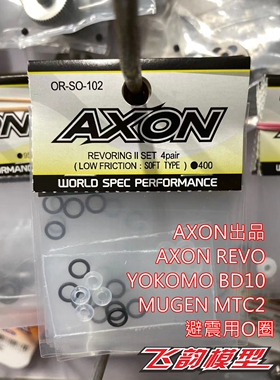 OR-SO-102
AXON
REVORING II SET 4pair
( LOW FRICTION : SOFT TYPE ) ●400
WORLD SPEC PERFORMANCE
AXON出品
AXON REVO
YOKOMO BD10
MUGEN MTC2
避震用O圈
飞韵模型